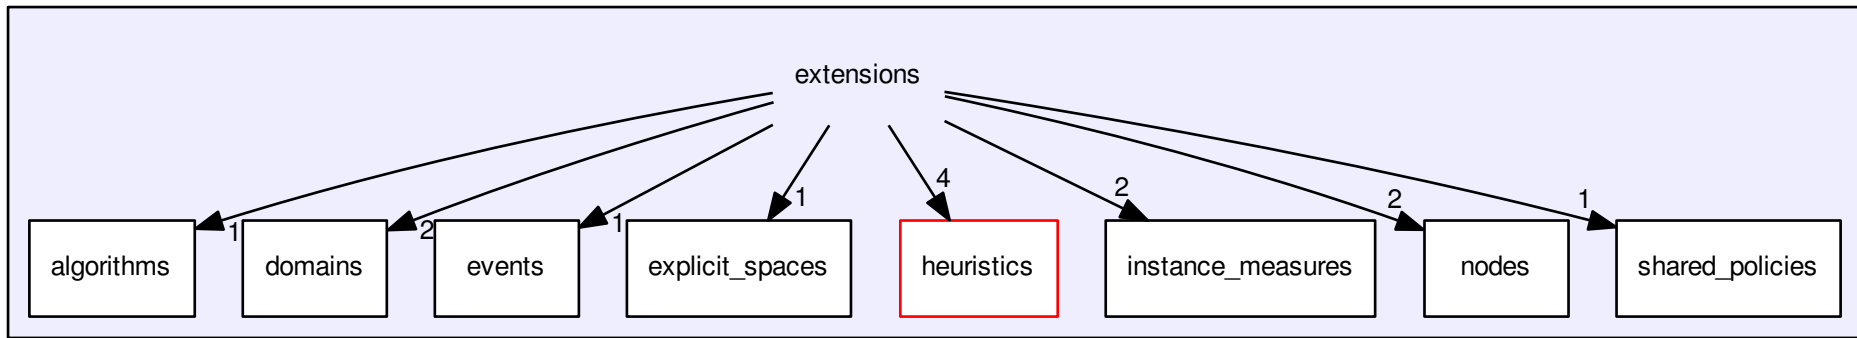 extensions
4
2
2
1
1
1
2
1
algorithms
domains
events
explicit_spaces
heuristics
instance_measures
nodes
shared_policies